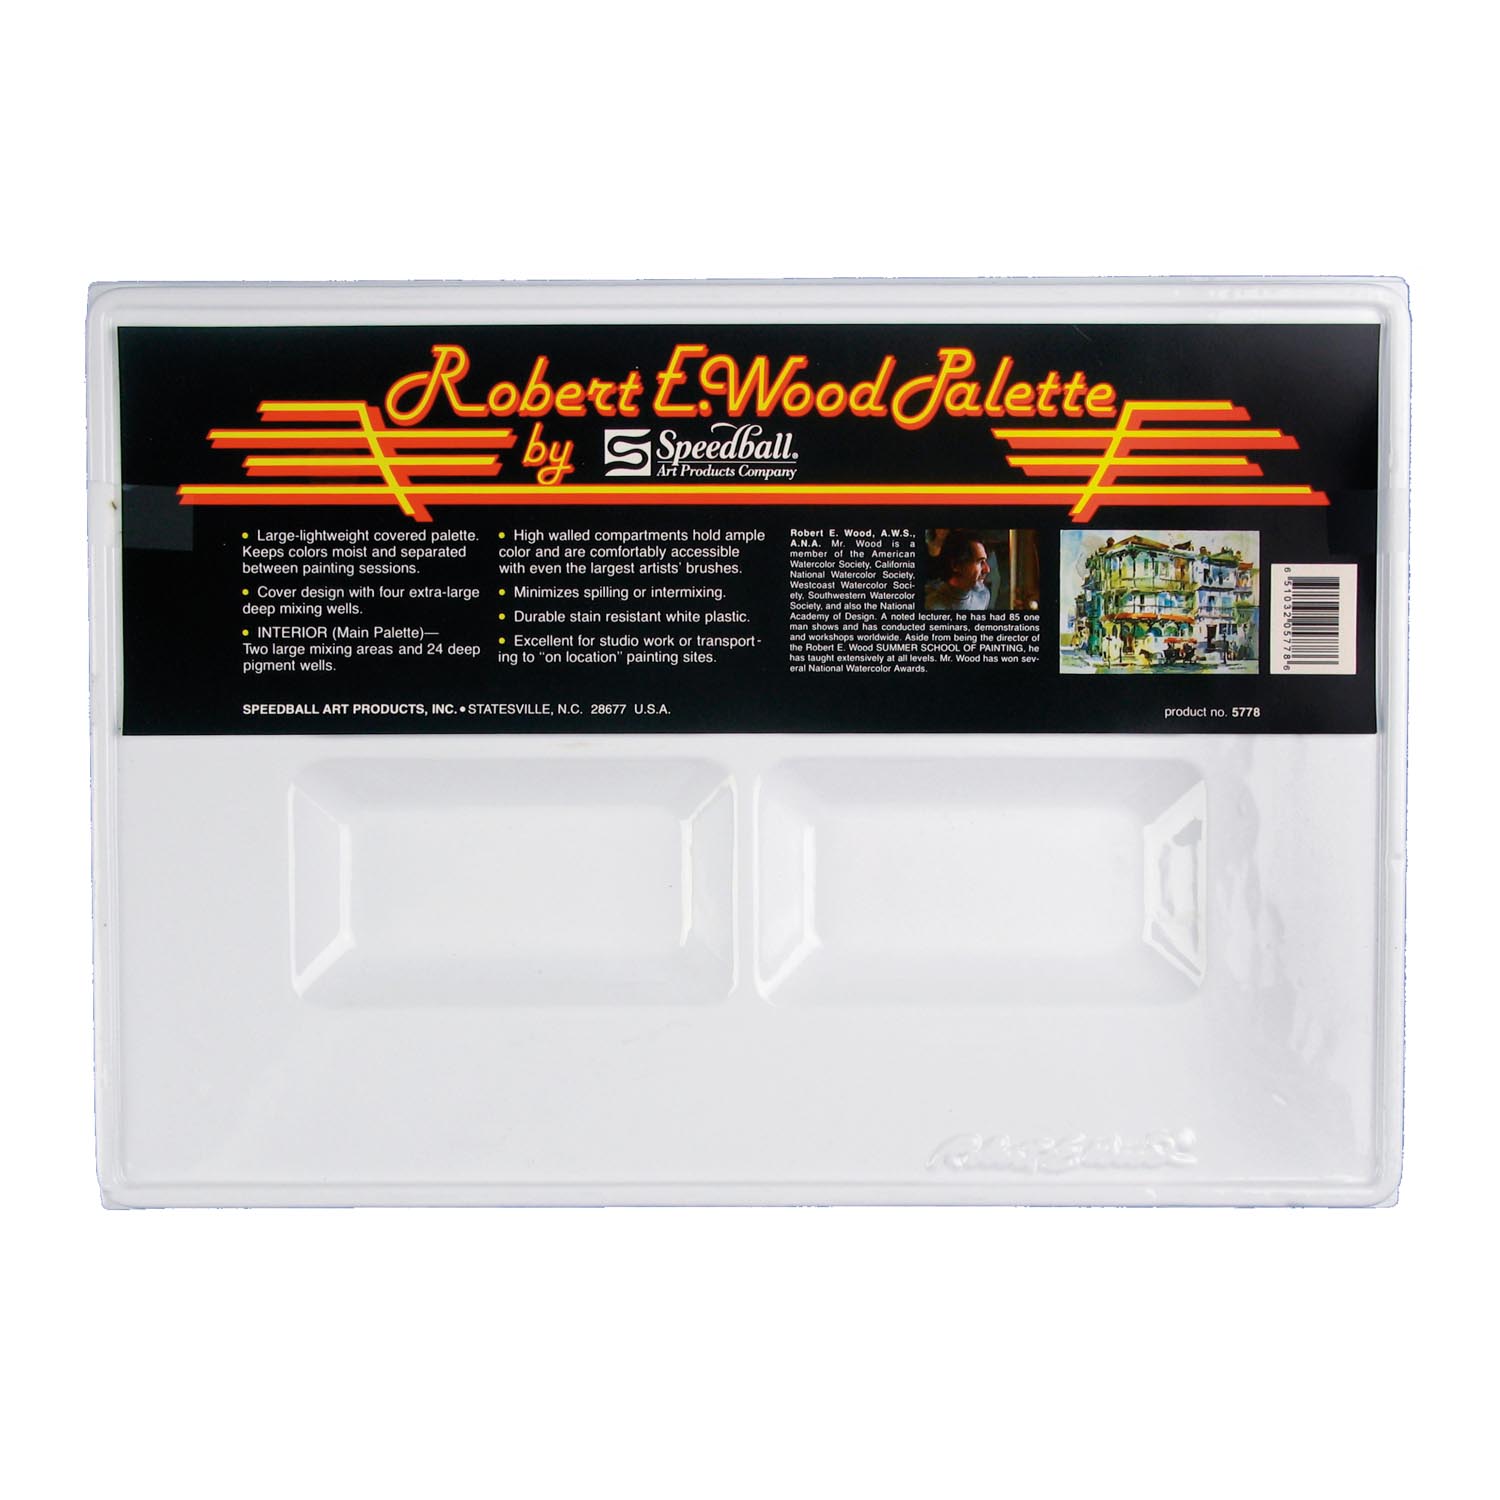 Robert E. Wood Palette
by Speedball®
Art Products Company
• Large-lightweight covered palette.
Keeps colors moist and separated
between painting sessions.
• Cover design with four extra-large
deep mixing wells.
• INTERIOR (Main Palette)—
Two large mixing areas and 24 deep
pigment wells.
• High walled compartments hold ample
color and are comfortably accessible
with even the largest artists' brushes.
• Minimizes spilling or intermixing.
• Durable stain resistant white plastic.
• Excellent for studio work or transport-
ing to "on location" painting sites.
Robert E. Wood, A.W.S.,
A.N.A. Mr. Wood is a
member of the American
Watercolor Society, California
National Watercolor Society,
Westcoast Watercolor Soci-
ety, Southwestern Watercolor
Society, and also the National
Academy of Design. A noted lecturer, he has had 85 one
man shows and has conducted seminars, demonstrations
and workshops worldwide. Aside from being the director of
the Robert E. Wood SUMMER SCHOOL OF PAINTING, he
has taught extensively at all levels. Mr. Wood has won sev-
eral National Watercolor Awards.
6 51032 05778 6
SPEEDBALL ART PRODUCTS, INC. • STATESVILLE, N.C. 28677 U.S.A.
product no. 5778